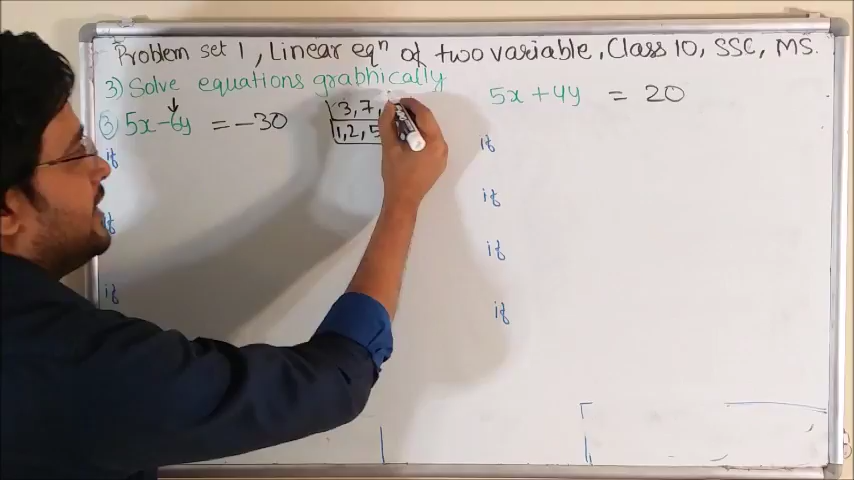 Problem set 1, Linear eqⁿ of two variable, Class 10, SSC, MS.
3) Solve equations graphically
③ 5x - 6y = -30
3, 7,
1, 2, 5
5x + 4y = 20
if
if
if
if
if
if
if